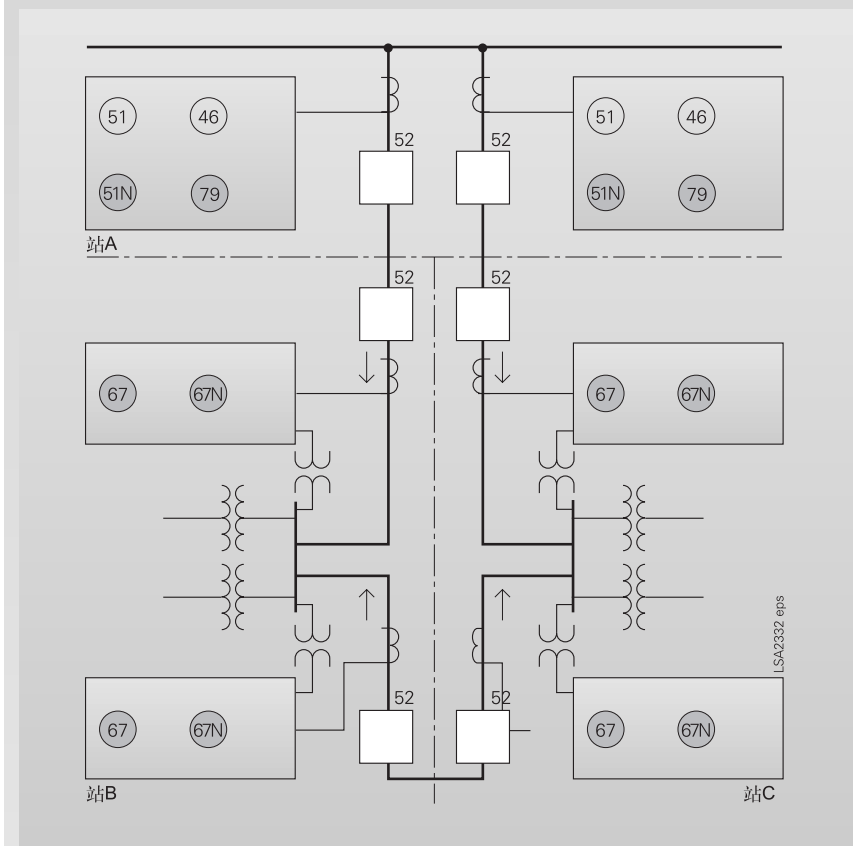 52 52
51 46 51 46
51N 79 51N 79
站A
52 52
67 67N 67 67N
LSA2332 eps
52 52
67 67N 67 67N
站B 站C